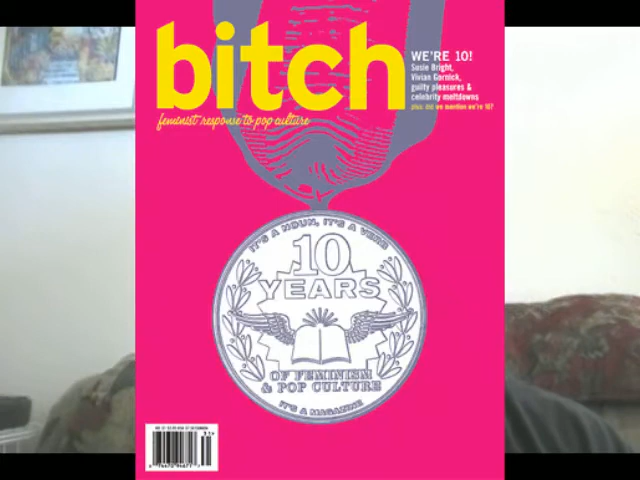 bitch
feminist response to pop culture
WE'RE 10!
Susie Bright,
Vivian Gornick,
guilty pleasures &
celebrity meltdowns
plus: did we mention we're 10?
IT'S A NOUN, IT'S A VERB
10
YEARS
OF FEMINISM
& POP CULTURE
IT'S A MAGAZINE